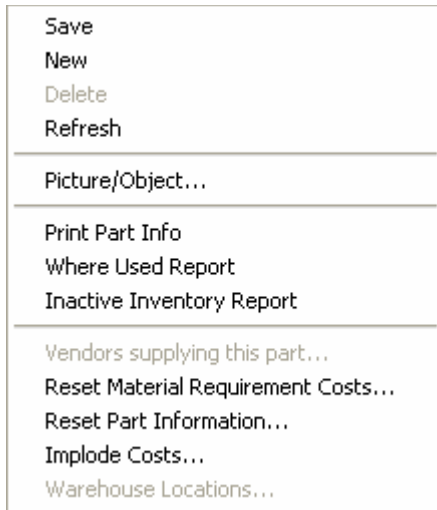 Save
New
Delete
Refresh
Picture/Object...
Print Part Info
Where Used Report
Inactive Inventory Report
Vendors supplying this part...
Reset Material Requirement Costs...
Reset Part Information...
Implode Costs...
Warehouse Locations...